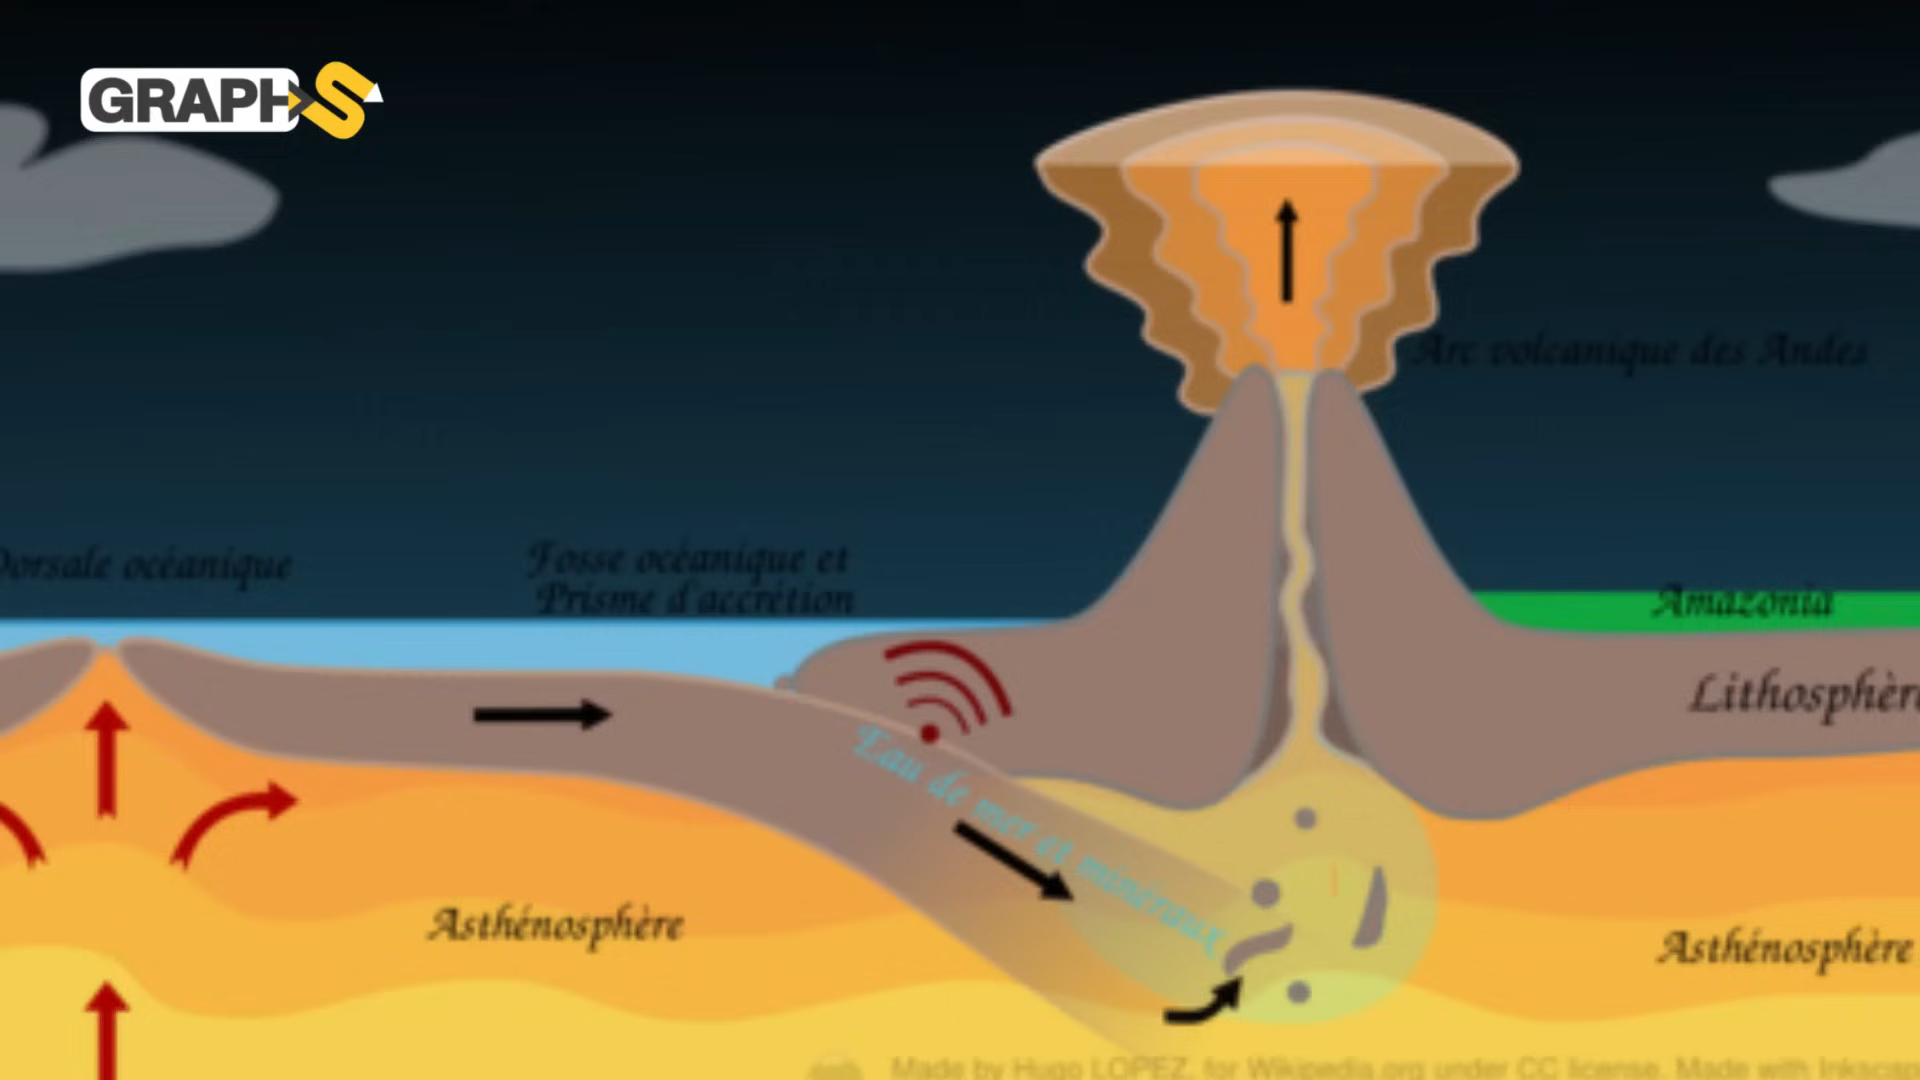 GRAPHS
Arc volcanique des Andes
Dorsale océanique
Fosse océanique et
Prisme d'accrétion
Amazonia
Lithosphère
Eau de mer et minéraux
Asthénosphère
Asthénosphère
Made by Hugo LOPEZ, for Wikipedia.org under CC license. Made with Inkscape